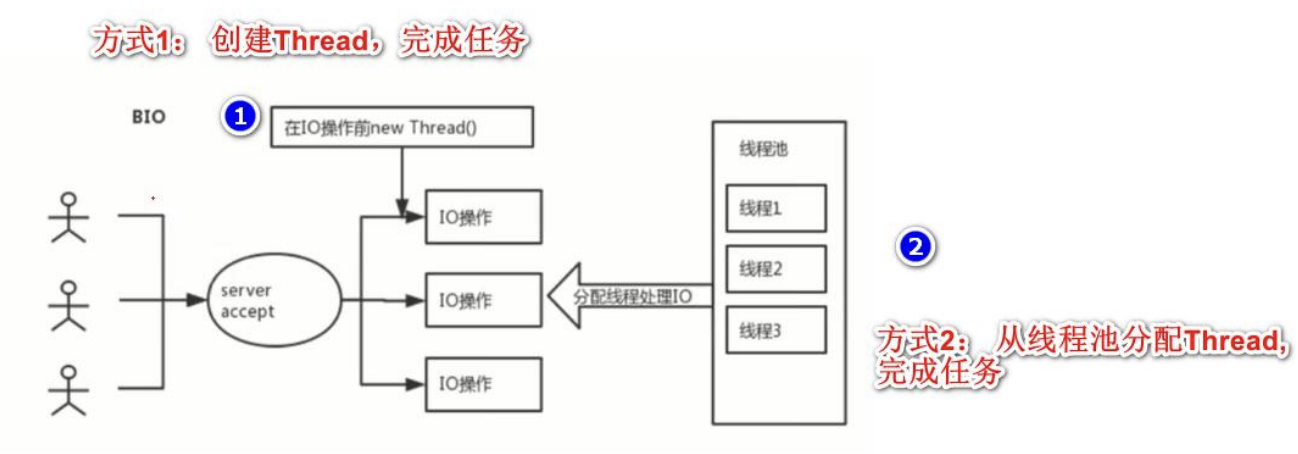 方式1： 创建Thread，完成任务
BIO
1
在IO操作前new Thread()
线程池
IO操作
线程1
2
server
accept
IO操作
分配线程处理IO
线程2
线程3
方式2： 从线程池分配Thread,
完成任务
IO操作